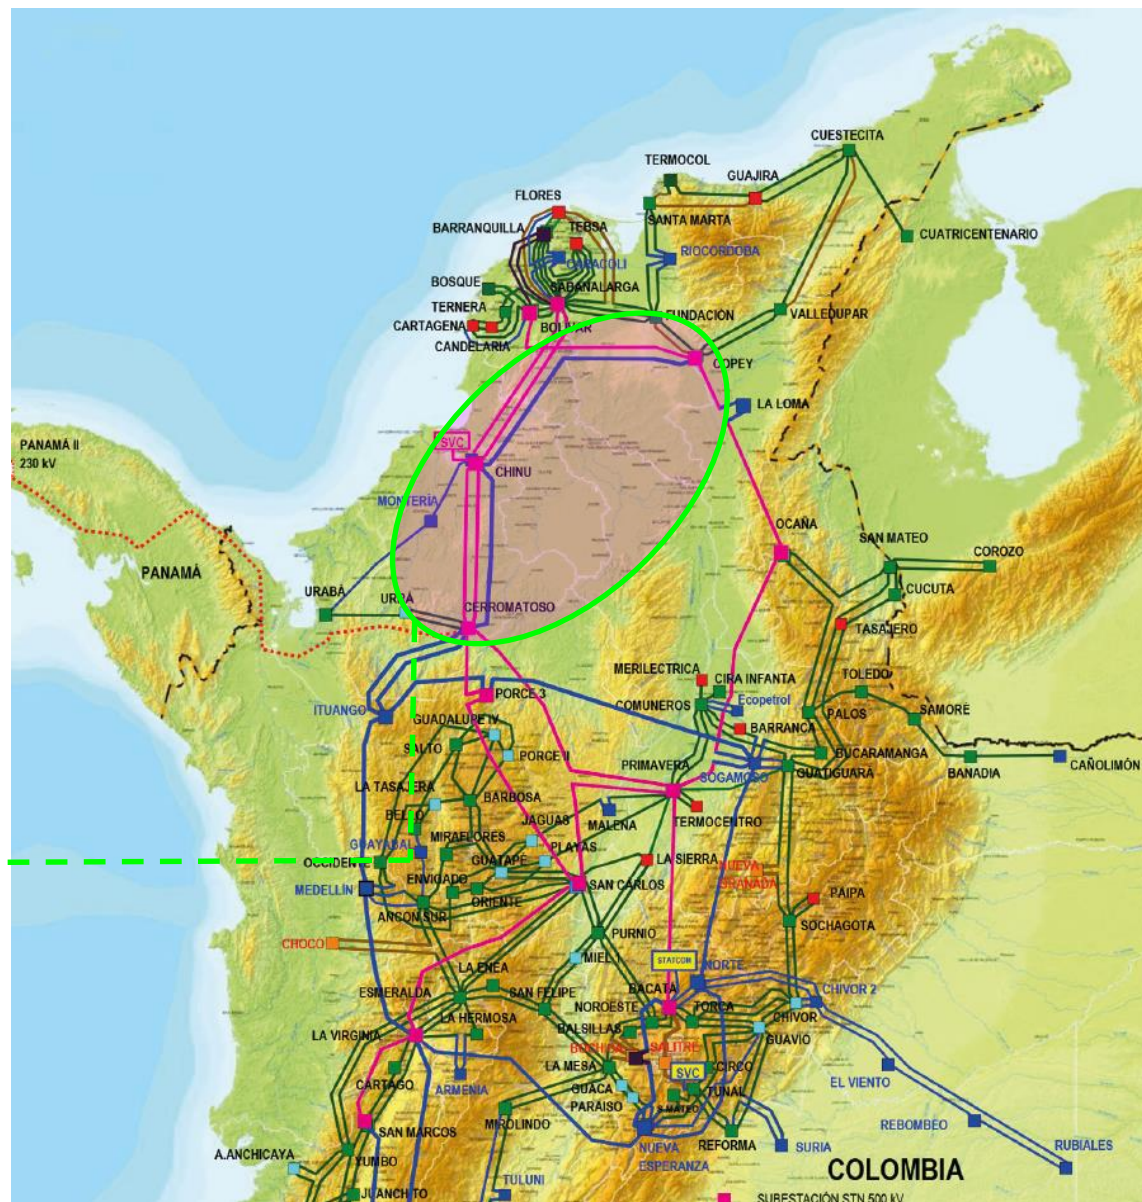 CUESTECITA
TERMOCOL
GUAJIRA
FLORES
SANTA MARTA
BARRANQUILLA
TEBSA
CUATRICENTENARIO
CARACOLI
RIOCORDOBA
BOSQUE
SABANALARGA
TERNERA
FUNDACIÓN
VALLEDUPAR
CARTAGENA
BOLIVAR
CANDELARIA
COPEY
LA LOMA
PANAMÁ II
230 kV
SVC
CHINU
MONTERÍA
OCAÑA
SAN MATEO
COROZO
PANAMÁ
CUCUTA
URABÁ
URRÁ
CERROMATOSO
TASAJERO
MERILECTRICA
CIRA INFANTA
TOLEDO
PORCE 3
COMUNEROS
Ecopetrol
ITUANGO
PALOS
SAMORÉ
GUADALUPE IV
BARRANCA
SALTO
BUCARAMANGA
PORCE II
PRIMAVERA
SOGAMOSO
GUATIGUARÁ
BANADIA
CAÑOLIMÓN
LA TASAJERA
BARBOSA
BELLO
JAGUAS
MALENA
TERMOCENTRO
MIRAFLORES
GUAYABAL
PLAYAS
OCCIDENTE
GUATAPÉ
LA SIERRA
NUEVA
GRANADA
ENVIGADO
MEDELLÍN
SAN CARLOS
PAIPA
ORIENTE
ANCON SUR
SOCHAGOTA
PURNIO
CHOCO
MIEL I
STATCOM
LA ENEA
NORTE
ESMERALDA
SAN FELIPE
BACATÁ
CHIVOR 2
NOROESTE
TORCA
CHIVOR
LA HERMOSA
BALSILLAS
GUAVIO
LA VIRGINIA
SALITRE
LA MESA
CIRCO
SVC
EL VIENTO
CARTAGO
GUACA
TUNAL
ARMENIA
PARAISO
S.MATEO
MIROLINDO
REBOMBEO
SAN MARCOS
NUEVA
ESPERANZA
REFORMA
SURIA
RUBIALES
A.ANCHICAYA
YUMBO
COLOMBIA
TULUNI
JUANCHITO
SUBESTACIÓN STN 500 kV